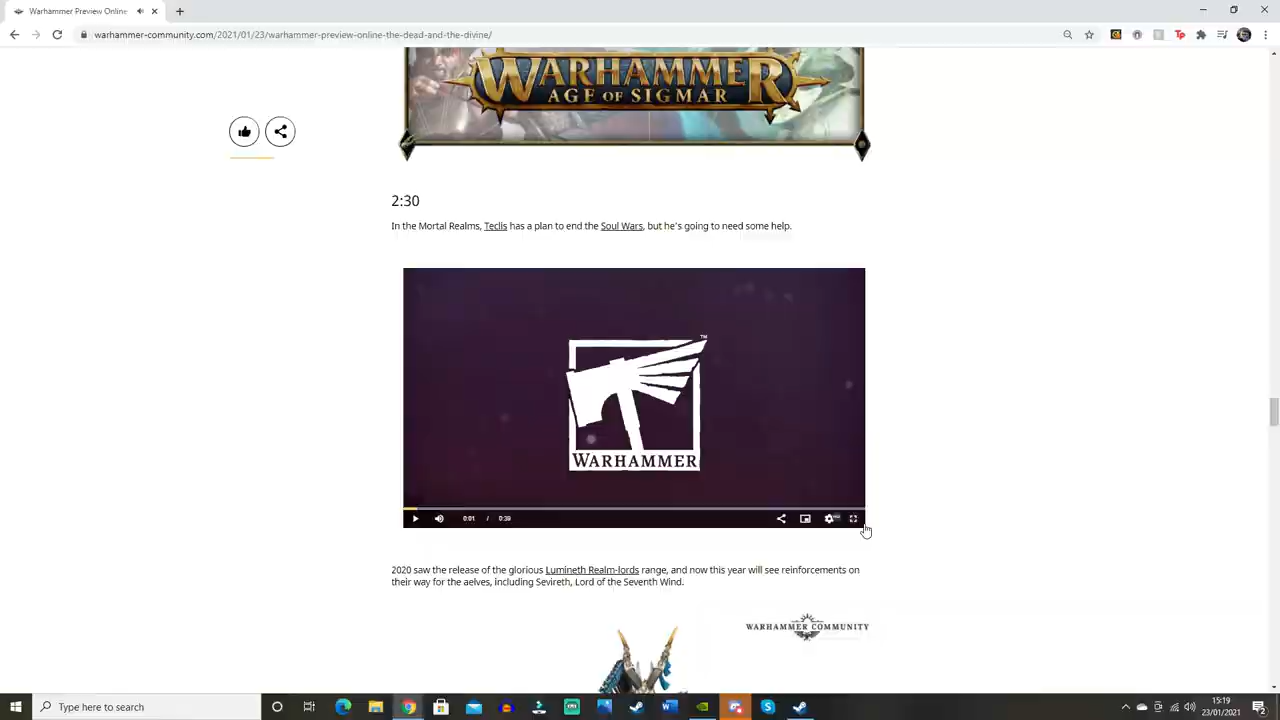 Warhammer Preview Online
warhammer-community.com/2021/01/23/warhammer-preview-online-the-dead-and-the-divine/
WARHAMMER
AGE OF SIGMAR
2:30
In the Mortal Realms, Teclis has a plan to end the Soul Wars, but he's going to need some help.
TM
WARHAMMER
0:01 / 0:39
2020 saw the release of the glorious Lumineth Realm-lords range, and now this year will see reinforcements on
their way for the aelves, including Sevireth, Lord of the Seventh Wind.
WARHAMMER COMMUNITY
Type here to search
15:19
23/01/2021